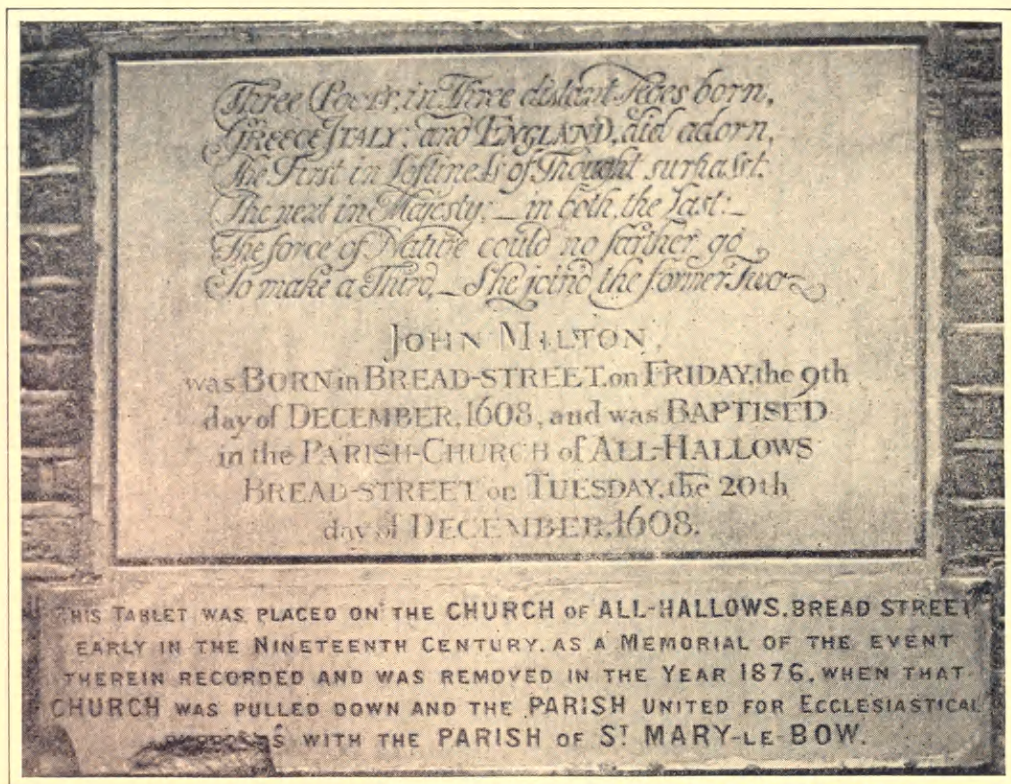 Three Poets, in Three distant Ages born,
GREECE, ITALY, and ENGLAND, did adorn,
The First in loftiness of Thought surpast:
The next in Majesty; — in both, the Last: —
The force of Nature could no farther go,
To make a Third, — She joind the former Two
JOHN MILTON,
was BORN in BREAD-STREET, on FRIDAY, the 9th
day of DECEMBER, 1608, and was BAPTISED
in the PARISH-CHURCH of ALL-HALLOWS
BREAD-STREET on TUESDAY, the 20th
day of DECEMBER, 1608.
THIS TABLET WAS PLACED ON THE CHURCH OF ALL-HALLOWS, BREAD STREET
EARLY IN THE NINETEENTH CENTURY, AS A MEMORIAL OF THE EVENT
THEREIN RECORDED AND WAS REMOVED IN THE YEAR 1876, WHEN THAT
CHURCH WAS PULLED DOWN AND THE PARISH UNITED FOR ECCLESIASTICAL
WITH THE PARISH OF ST MARY-LE-BOW.